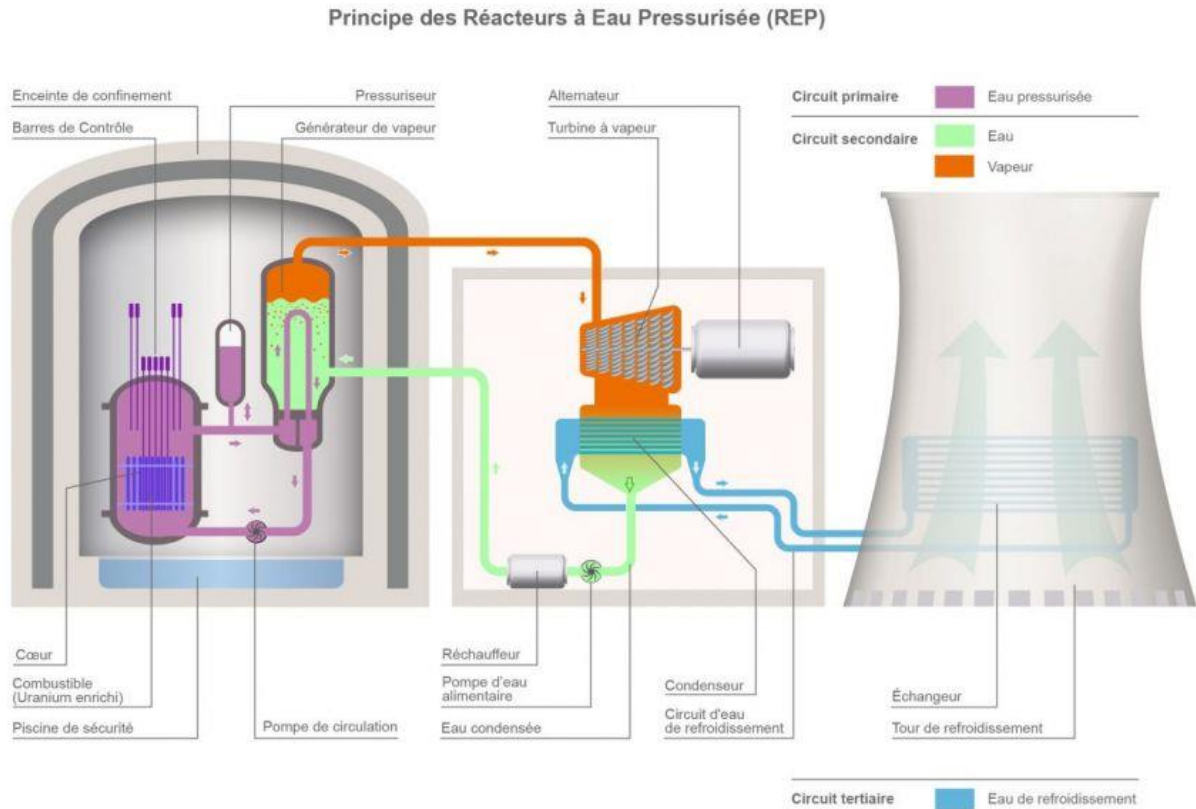 Principe des Réacteurs à Eau Pressurisée (REP)
Enceinte de confinement
Pressuriseur
Alternateur
Circuit primaire
Eau pressurisée
Barres de Contrôle
Générateur de vapeur
Turbine à vapeur
Circuit secondaire
Eau
Vapeur
Cœur
Combustible
(Uranium enrichi)
Piscine de sécurité
Pompe de circulation
Réchauffeur
Pompe d'eau
alimentaire
Eau condensée
Condenseur
Circuit d'eau
de refroidissement
Échangeur
Tour de refroidissement
Circuit tertiaire
Eau de refroidissement